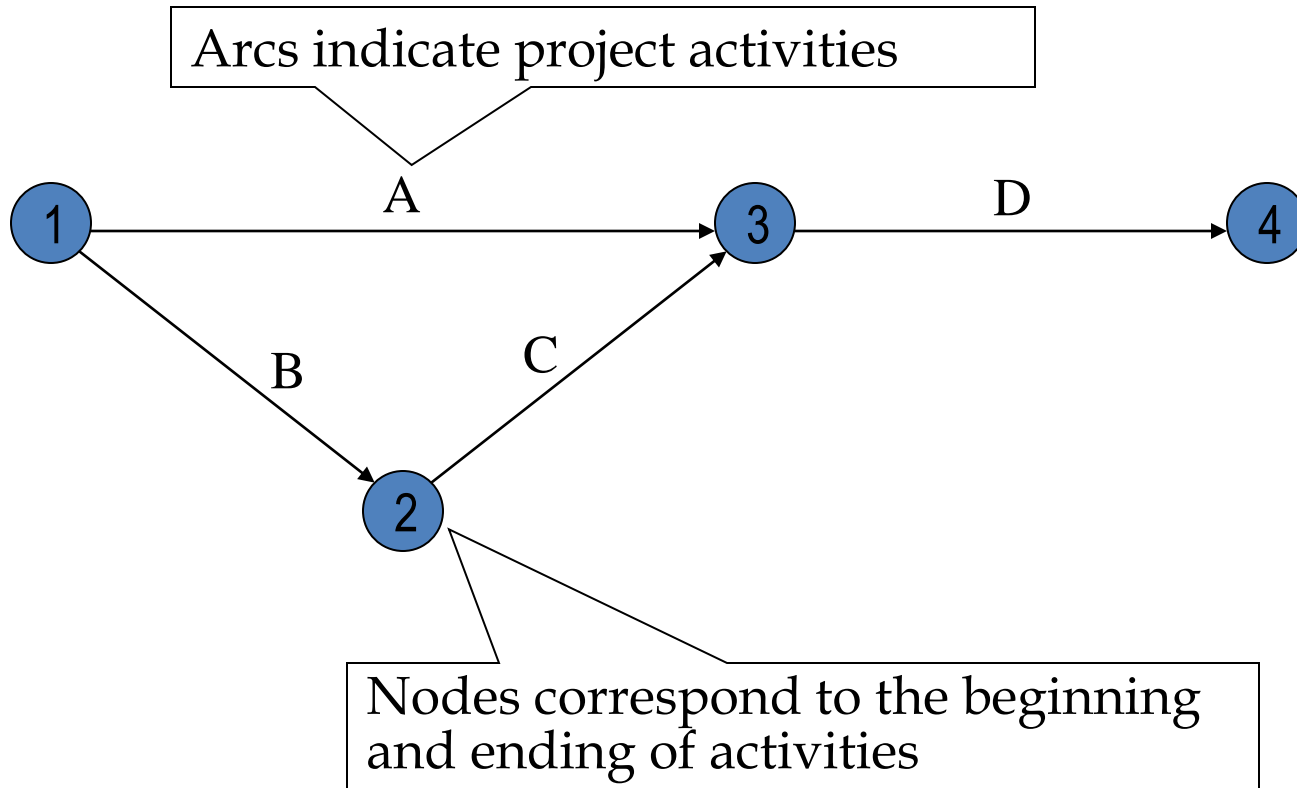 Arcs indicate project activities
A
D
1
3
4
B
C
2
Nodes correspond to the beginning
and ending of activities